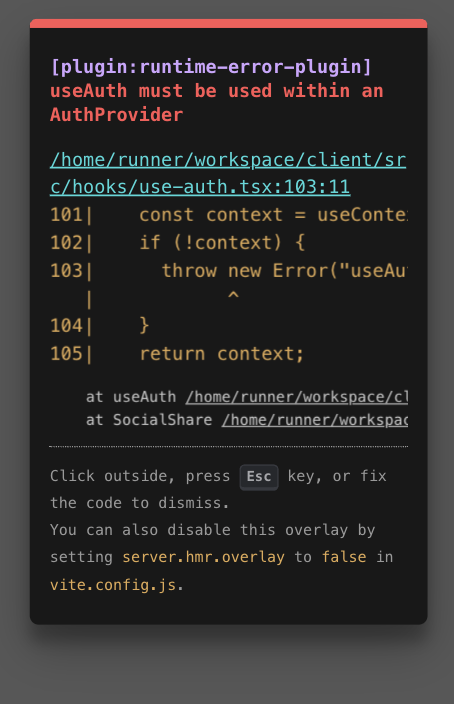 [plugin:runtime-error-plugin]
useAuth must be used within an
AuthProvider
/home/runner/workspace/client/sr
c/hooks/use-auth.tsx:103:11
101|    const context = useContex
102|    if (!context) {
103|      throw new Error("useAu
   |            ^
104|    }
105|    return context;
at useAuth /home/runner/workspace/cl
at SocialShare /home/runner/workspac
Click outside, press Esc key, or fix
the code to dismiss.
You can also disable this overlay by
setting server.hmr.overlay to false in
vite.config.js.